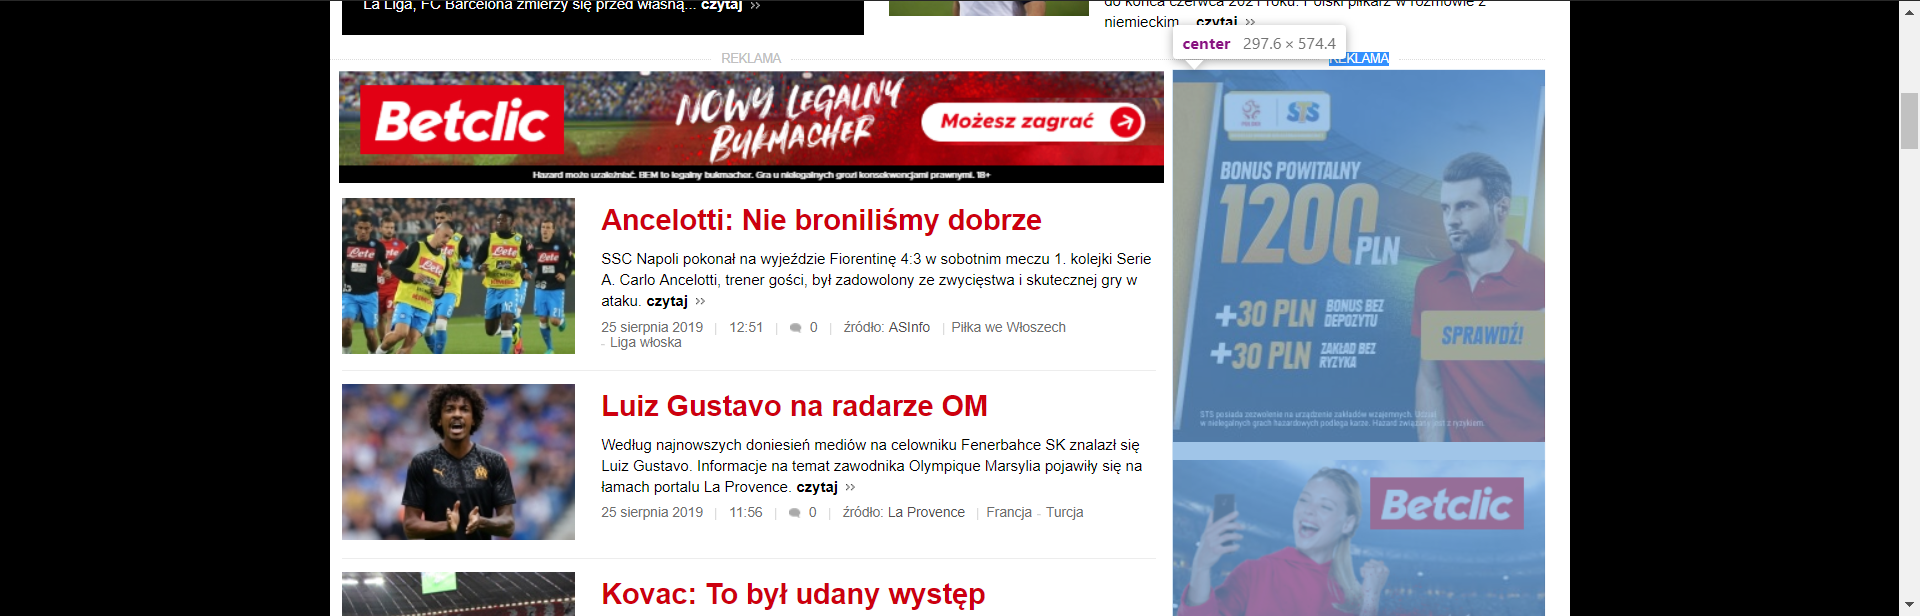 La Liga, FC Barcelona zmierzy się przed własną... czytaj ››
do końca czerwca 2021 roku. Polski piłkarz w rozmowie z
niemieckim... czytaj ››
center 297.6 × 574.4
REKLAMA
REKLAMA
Betclic
NOWY LEGALNY
BUKMACHER
Możesz zagrać
Hazard może uzależniać. BEM to legalny bukmacher. Gra u nielegalnych grozi konsekwencjami prawnymi. 18+
Ancelotti: Nie broniliśmy dobrze
SSC Napoli pokonał na wyjeździe Fiorentinę 4:3 w sobotnim meczu 1. kolejki Serie
A. Carlo Ancelotti, trener gości, był zadowolony ze zwycięstwa i skutecznej gry w
ataku. czytaj ››
25 sierpnia 2019 | 12:51 | 0 | źródło: ASInfo | Piłka we Włoszech
- Liga włoska
Luiz Gustavo na radarze OM
Według najnowszych doniesień mediów na celowniku Fenerbahce SK znalazł się
Luiz Gustavo. Informacje na temat zawodnika Olympique Marsylia pojawiły się na
łamach portalu La Provence. czytaj ››
25 sierpnia 2019 | 11:56 | 0 | źródło: La Provence | Francja - Turcja
Kovac: To był udany występ
STS
BONUS POWITALNY
1200 PLN
+30 PLN BONUS BEZ
DEPOZYTU
+30 PLN ZAKŁAD BEZ
RYZYKA
SPRAWDŹ!
STS posiada zezwolenie na urządzanie zakładów wzajemnych. Udział
w nielegalnych grach hazardowych podlega karze. Hazard związany jest z ryzykiem.
Betclic